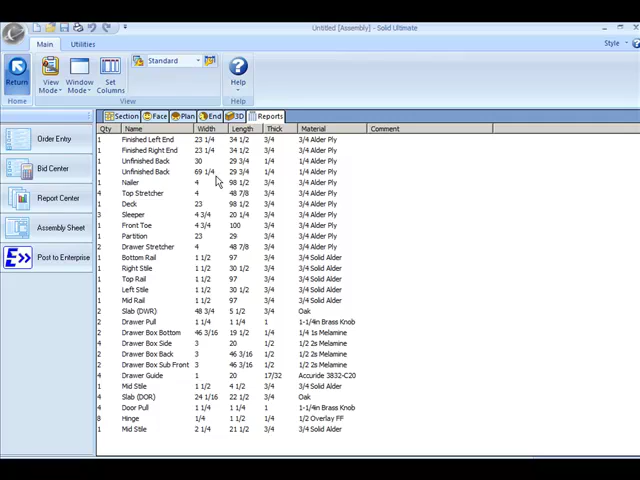 Untitled [Assembly] - Solid Ultimate
Main Utilities Style
Return View Mode Window Mode Set Columns Standard Help
Home View Help
Section Face Plan End 3D Reports
Order Entry
Bid Center
Report Center
Assembly Sheet
Post to Enterprise
Qty Name Width Length Thick Material Comment
1 Finished Left End 23 1/4 34 1/2 3/4 3/4 Alder Ply
1 Finished Right End 23 1/4 34 1/2 3/4 3/4 Alder Ply
1 Unfinished Back 30 29 3/4 1/4 1/4 Alder Ply
1 Unfinished Back 69 1/4 29 3/4 1/4 1/4 Alder Ply
1 Nailer 4 98 1/2 3/4 3/4 Alder Ply
4 Top Stretcher 4 48 7/8 3/4 3/4 Alder Ply
1 Deck 23 98 1/2 3/4 3/4 Alder Ply
3 Sleeper 4 3/4 20 1/4 3/4 3/4 Alder Ply
1 Front Toe 4 3/4 100 3/4 3/4 Alder Ply
1 Partition 23 29 3/4 3/4 Alder Ply
2 Drawer Stretcher 4 48 7/8 3/4 3/4 Alder Ply
1 Bottom Rail 1 1/2 97 3/4 3/4 Solid Alder
1 Right Stile 1 1/2 30 1/2 3/4 3/4 Solid Alder
1 Top Rail 1 1/2 97 3/4 3/4 Solid Alder
1 Left Stile 1 1/2 30 1/2 3/4 3/4 Solid Alder
1 Mid Rail 1 1/2 97 3/4 3/4 Solid Alder
2 Slab (DWR) 48 3/4 5 1/2 3/4 Oak
2 Drawer Pull 1 1/4 1 1/4 1 1-1/4in Brass Knob
2 Drawer Box Bottom 46 3/16 19 1/2 1/4 1/4 1s Melamine
4 Drawer Box Side 3 20 1/2 1/2 2s Melamine
2 Drawer Box Back 3 46 3/16 1/2 1/2 2s Melamine
2 Drawer Box Sub Front 3 46 3/16 1/2 1/2 2s Melamine
4 Drawer Guide 1 20 17/32 Accuride 3832-C20
1 Mid Stile 1 1/2 4 1/2 3/4 3/4 Solid Alder
4 Slab (DOR) 24 1/16 22 1/2 3/4 Oak
4 Door Pull 1 1/4 1 1/4 1 1-1/4in Brass Knob
8 Hinge 1/4 1 1/2 1/4 1/2 Overlay FF
1 Mid Stile 2 1/4 21 1/2 3/4 3/4 Solid Alder